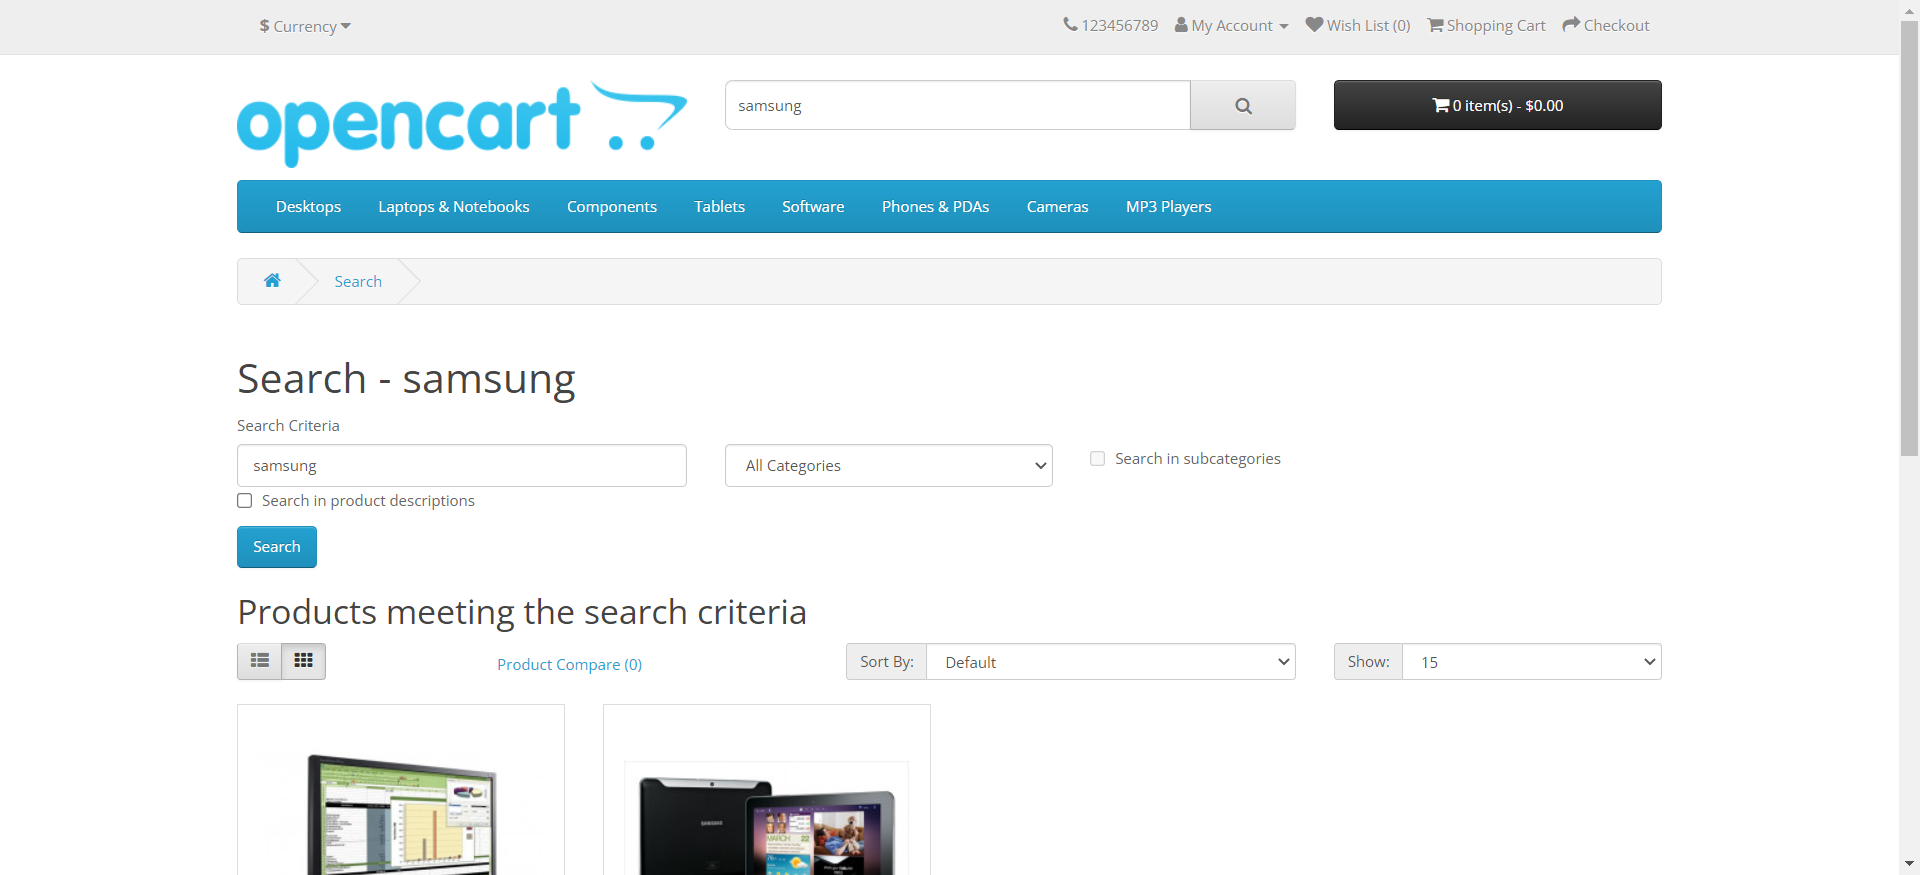 $ Currency
123456789
My Account
Wish List (0)
Shopping Cart
Checkout
opencart
samsung
0 item(s) - $0.00
Desktops
Laptops & Notebooks
Components
Tablets
Software
Phones & PDAs
Cameras
MP3 Players
Search
Search - samsung
Search Criteria
samsung
All Categories
Search in subcategories
Search in product descriptions
Search
Products meeting the search criteria
Product Compare (0)
Sort By:
Default
Show:
15
SAMSUNG
MARCH 22